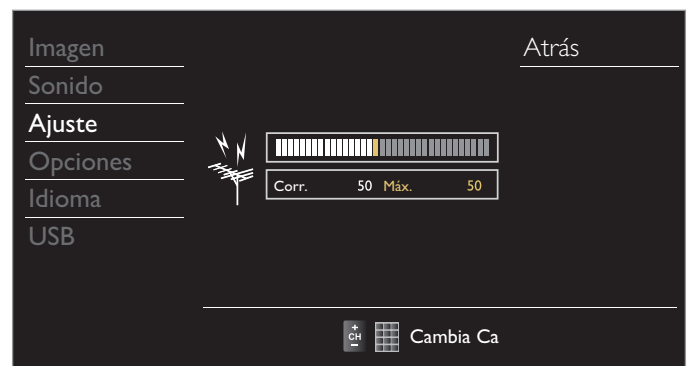 Imagen
Atrás
Sonido
Ajuste
Opciones
Idioma
USB
Corr. 50 Máx. 50
+
CH
−
Cambia Ca